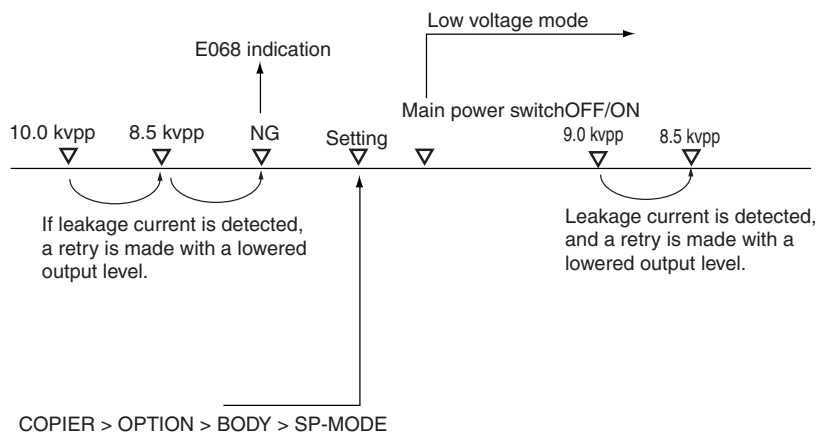 Low voltage mode
E068 indication
Main power switchOFF/ON
10.0 kvpp
8.5 kvpp
NG
Setting
9.0 kvpp
8.5 kvpp
If leakage current is detected,
a retry is made with a lowered
output level.
Leakage current is detected,
and a retry is made with a
lowered output level.
COPIER > OPTION > BODY > SP-MODE